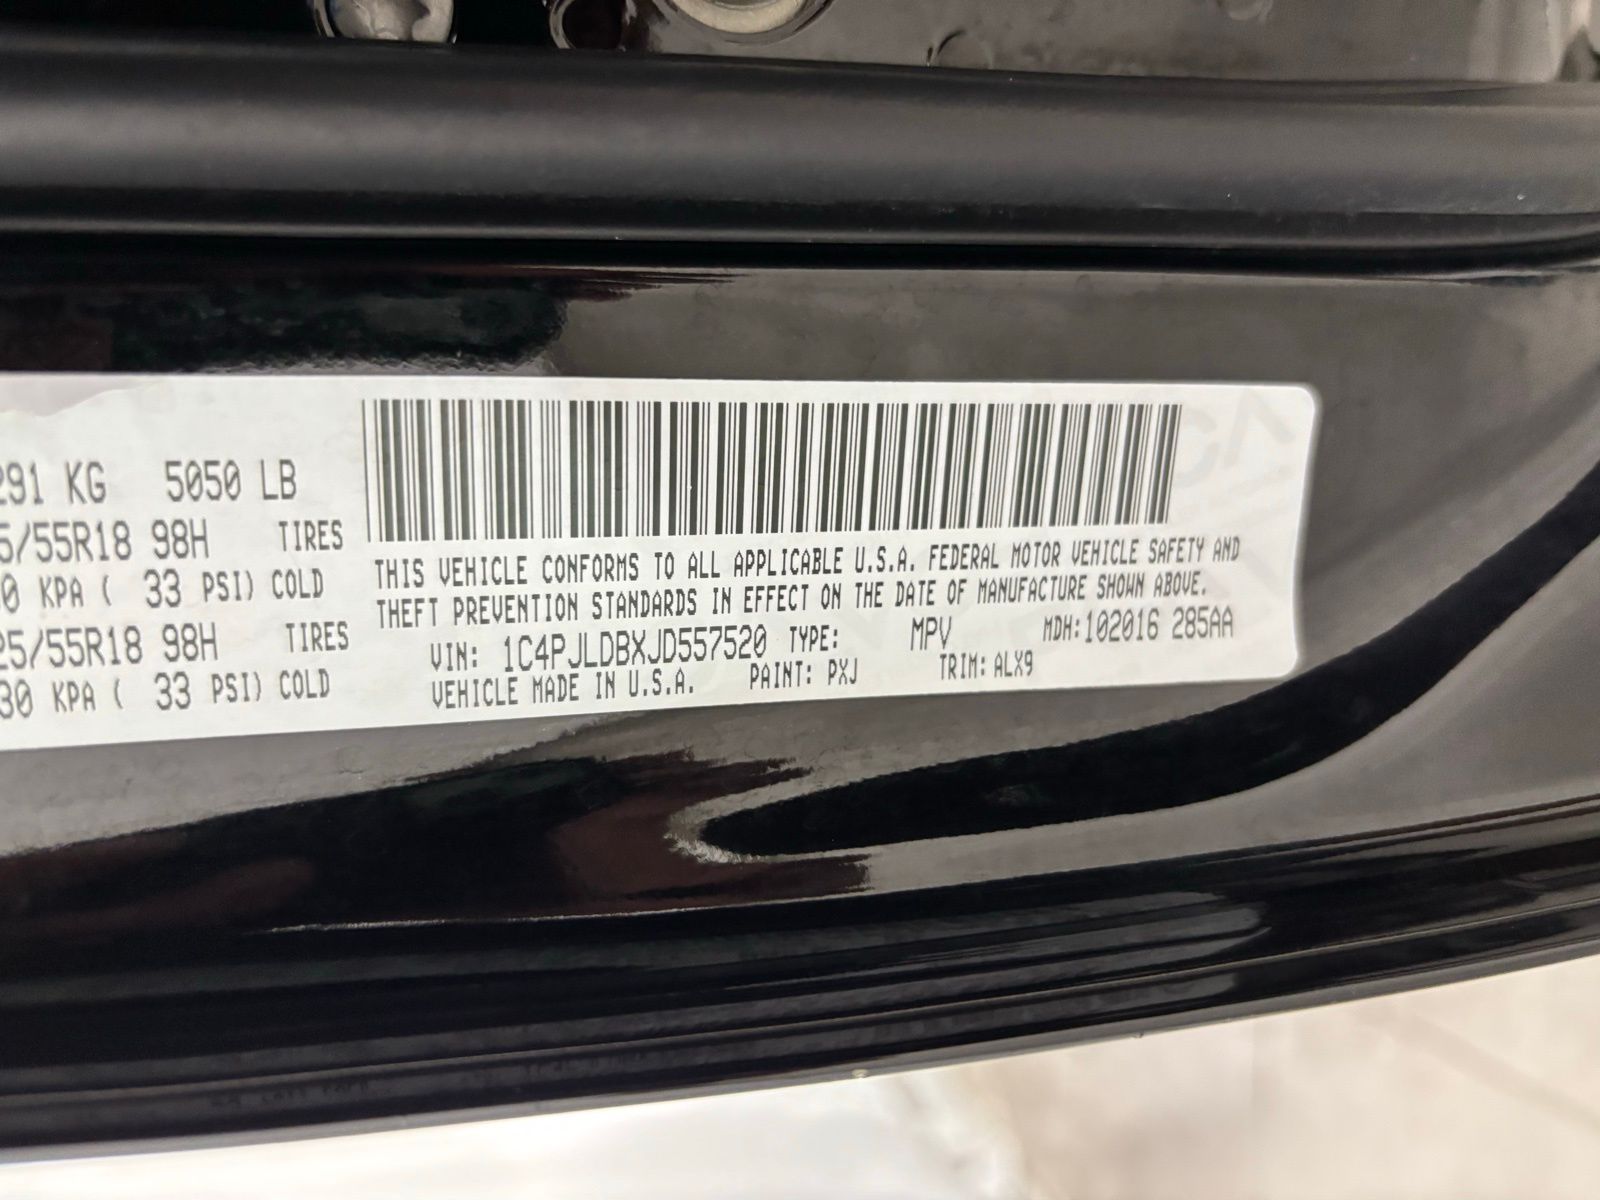 291 KG 5050 LB
5/55R18 98H TIRES
0 KPA ( 33 PSI) COLD
25/55R18 98H TIRES
30 KPA ( 33 PSI) COLD
THIS VEHICLE CONFORMS TO ALL APPLICABLE U.S.A. FEDERAL MOTOR VEHICLE SAFETY AND
THEFT PREVENTION STANDARDS IN EFFECT ON THE DATE OF MANUFACTURE SHOWN ABOVE.
VIN: 1C4PJLDBXJD557520 TYPE: MPV MDH:102016 285AA
VEHICLE MADE IN U.S.A. PAINT: PXJ TRIM: ALX9